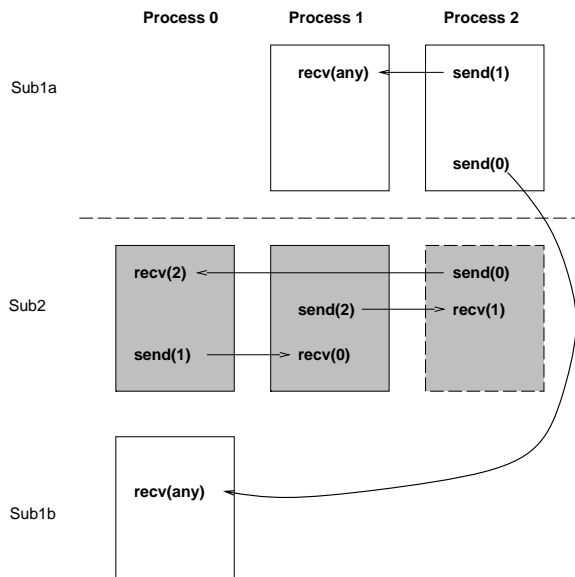 Process 0 Process 1 Process 2
Sub1a
recv(any) send(1)
send(0)
Sub2
recv(2) send(0)
send(2) recv(1)
send(1) recv(0)
Sub1b
recv(any)